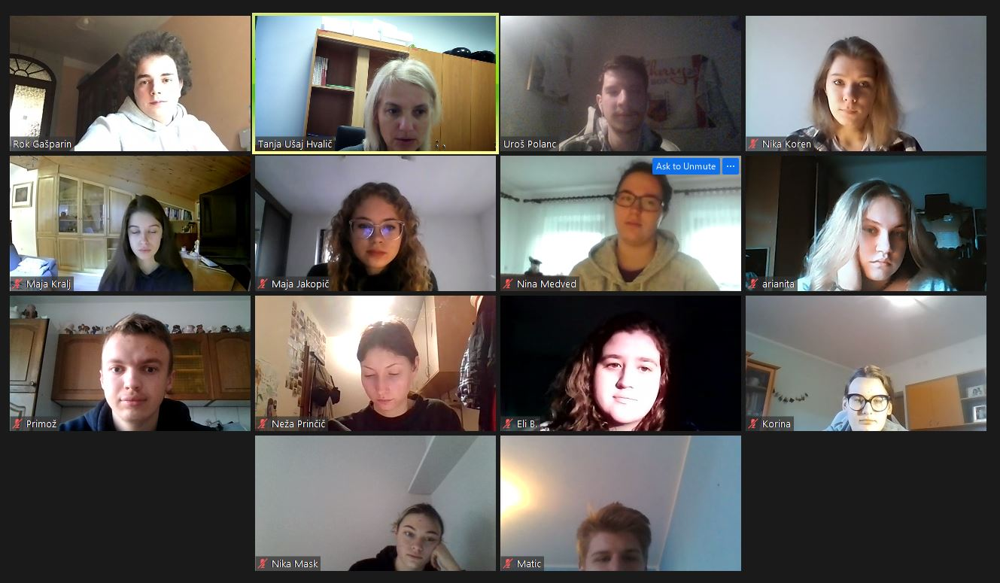 Rok Gašparin
Tanja Ušaj Hvalič
Uroš Polanc
Nika Koren
Maja Kralj
Maja Jakopič
Ask to Unmute ...
Nina Medved
arianita
Primož
Neža Prinčič
Eli B.
Korina
Nika Mask
Matic